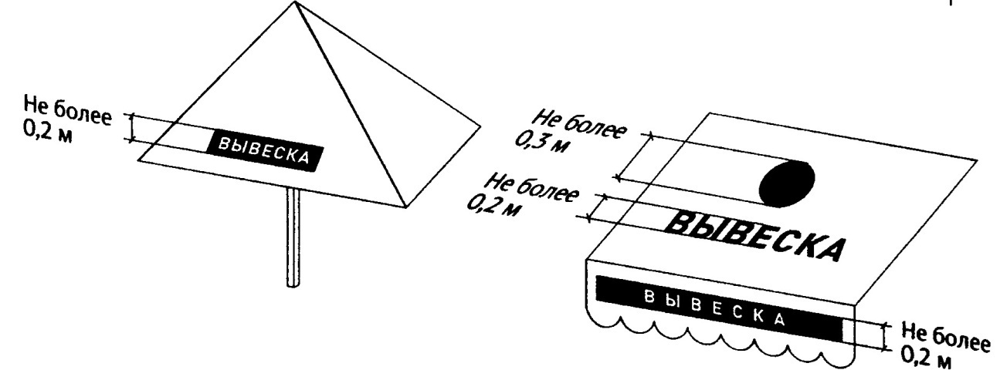 Не более
0,2 м
ВЫВЕСКА
Не более
0,3 м
Не более
0,2 м
ВЫВЕСКА
ВЫВЕСКА
Не более
0,2 м